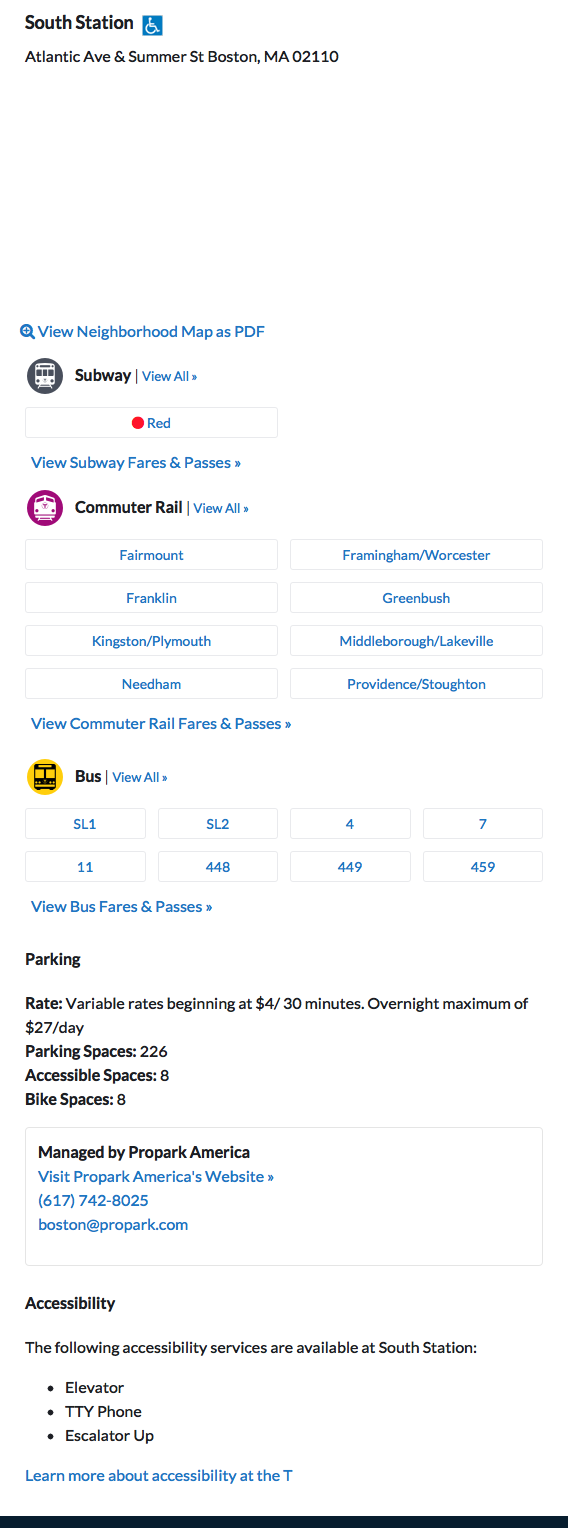 South Station
Atlantic Ave & Summer St Boston, MA 02110
View Neighborhood Map as PDF
Subway | View All »
Red
View Subway Fares & Passes »
Commuter Rail | View All »
Fairmount
Framingham/Worcester
Franklin
Greenbush
Kingston/Plymouth
Middleborough/Lakeville
Needham
Providence/Stoughton
View Commuter Rail Fares & Passes »
Bus | View All »
SL1
SL2
4
7
11
448
449
459
View Bus Fares & Passes »
Parking
Rate: Variable rates beginning at $4/ 30 minutes. Overnight maximum of
$27/day
Parking Spaces: 226
Accessible Spaces: 8
Bike Spaces: 8
Managed by Propark America
Visit Propark America's Website »
(617) 742-8025
boston@propark.com
Accessibility
The following accessibility services are available at South Station:
• Elevator
• TTY Phone
• Escalator Up
Learn more about accessibility at the T